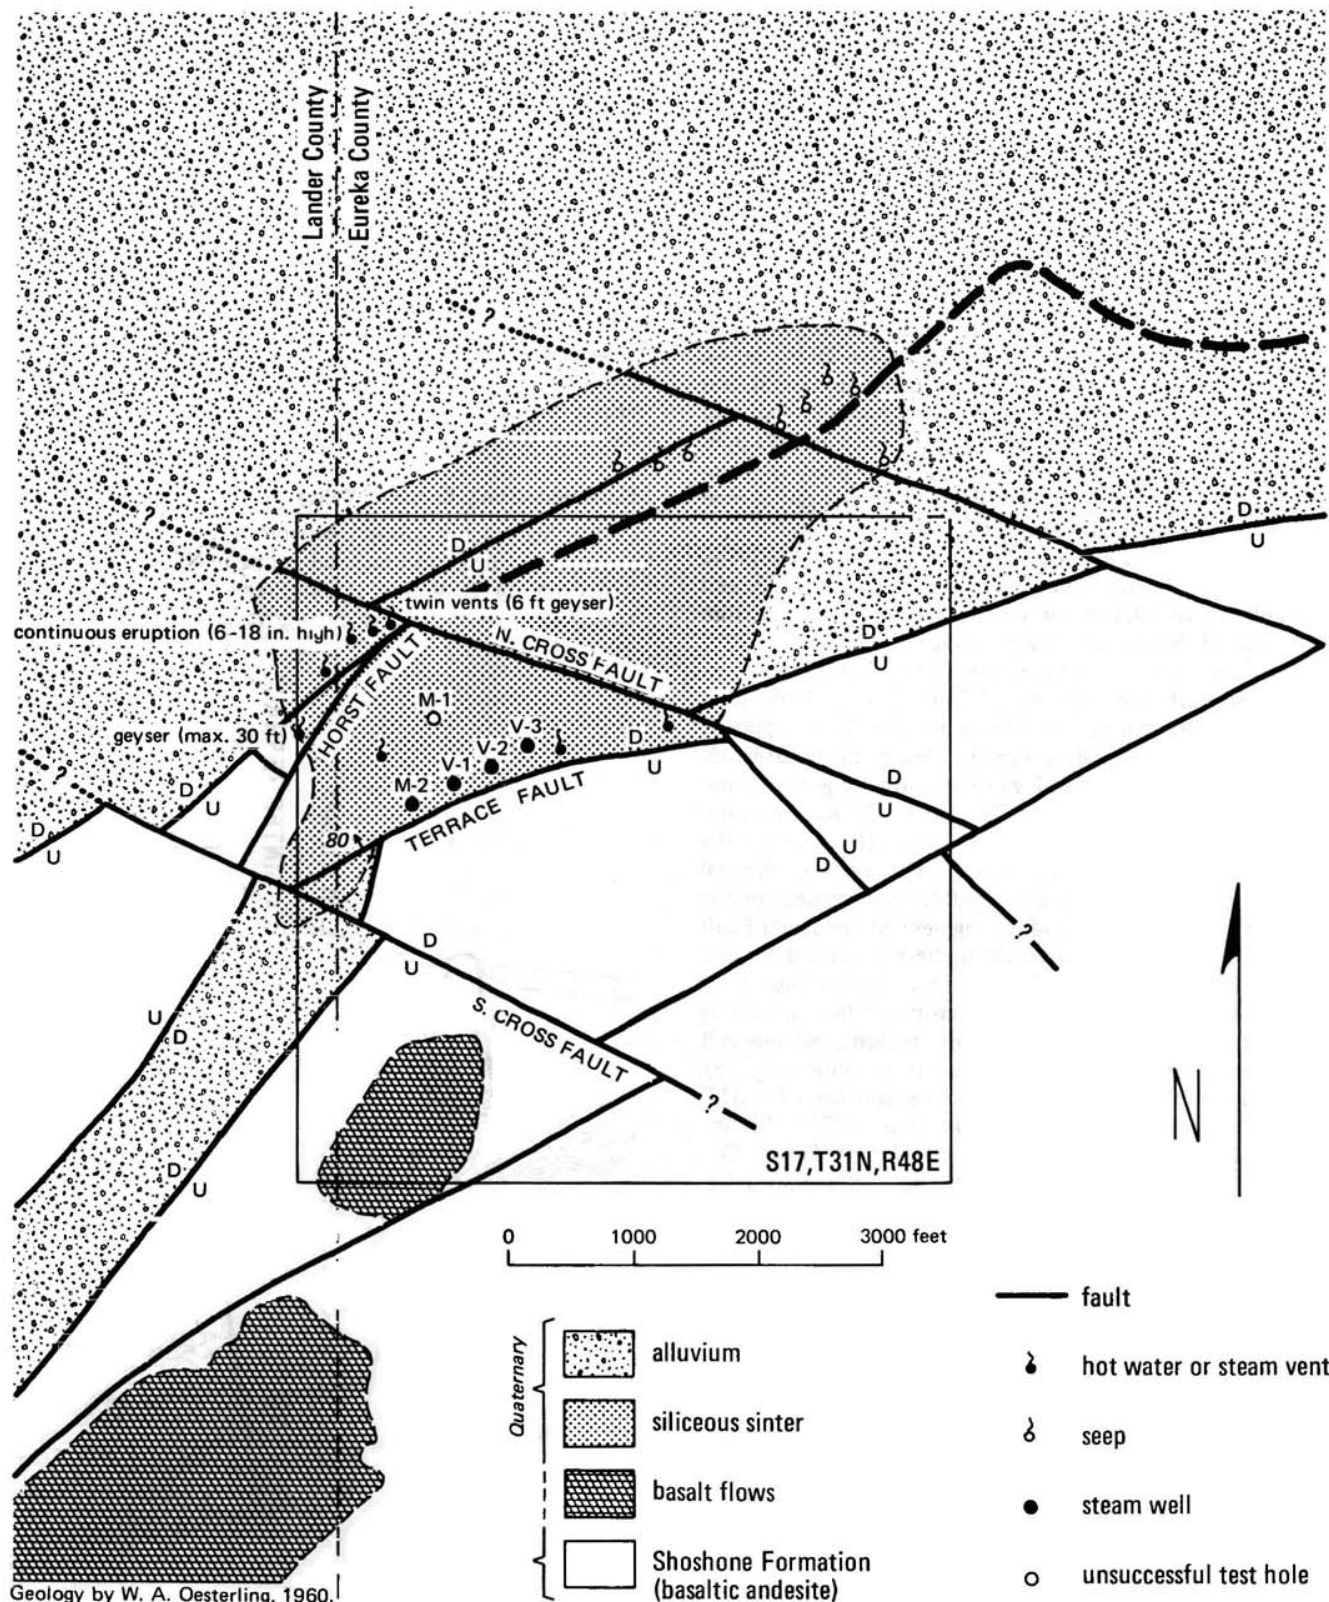 Lander County
Eureka County
?
?
D
U
D
U
twin vents (6 ft geyser)
continuous eruption (6-18 in. high)
N. CROSS FAULT
D
U
HORST FAULT
M-1
geyser (max. 30 ft)
V-3
V-2
V-1
M-2
D
U
?
D
U
D
U
D
U
TERRACE FAULT
80
D
U
?
D
U
U
D
S. CROSS FAULT
?
N
D
U
S17,T31N,R48E
0 1000 2000 3000 feet
fault
Quaternary
alluvium
hot water or steam vent
siliceous sinter
seep
basalt flows
steam well
Shoshone Formation
(basaltic andesite)
unsuccessful test hole
Geology by W. A. Oesterling, 1960.